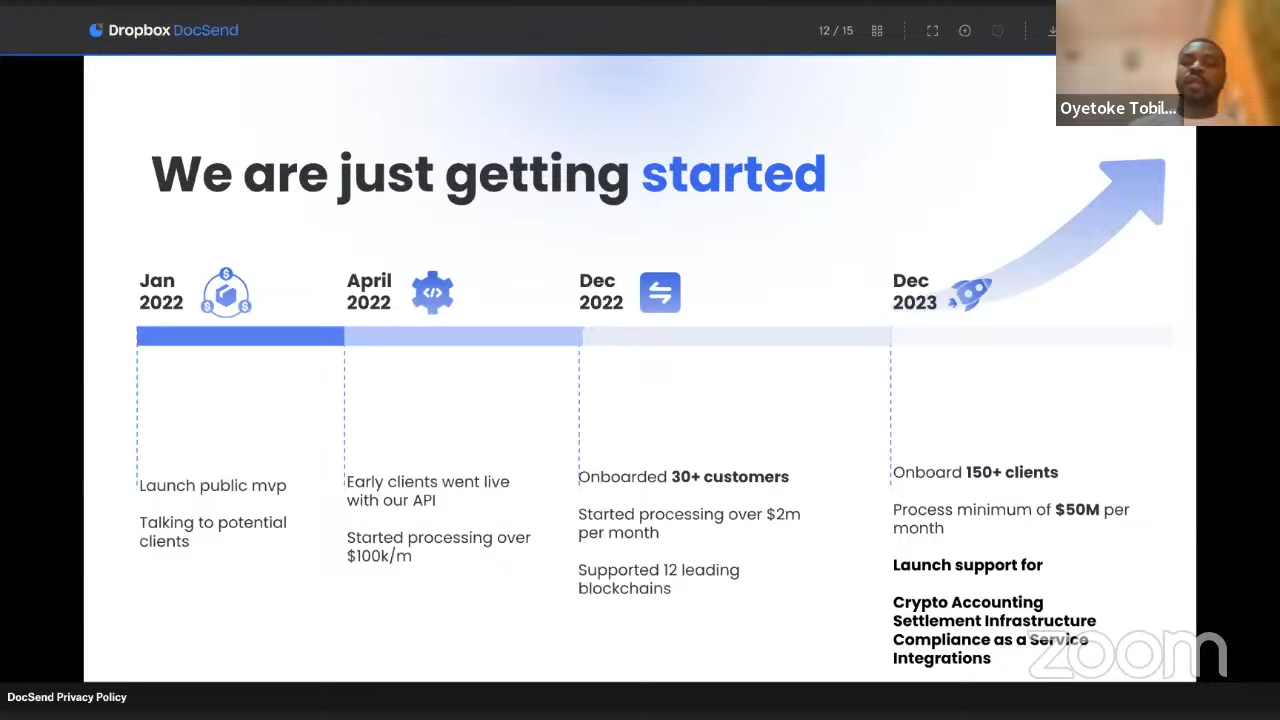 Dropbox DocSend
12 / 15
Oyetoke Tobil...
We are just getting started
Jan
2022
April
2022
Dec
2022
Dec
2023
Launch public mvp
Talking to potential
clients
Early clients went live
with our API
Started processing over
$100k/m
Onboarded 30+ customers
Started processing over $2m
per month
Supported 12 leading
blockchains
Onboard 150+ clients
Process minimum of $50M per
month
Launch support for
Crypto Accounting
Settlement Infrastructure
Compliance as a Service
Integrations
zoom
DocSend Privacy Policy